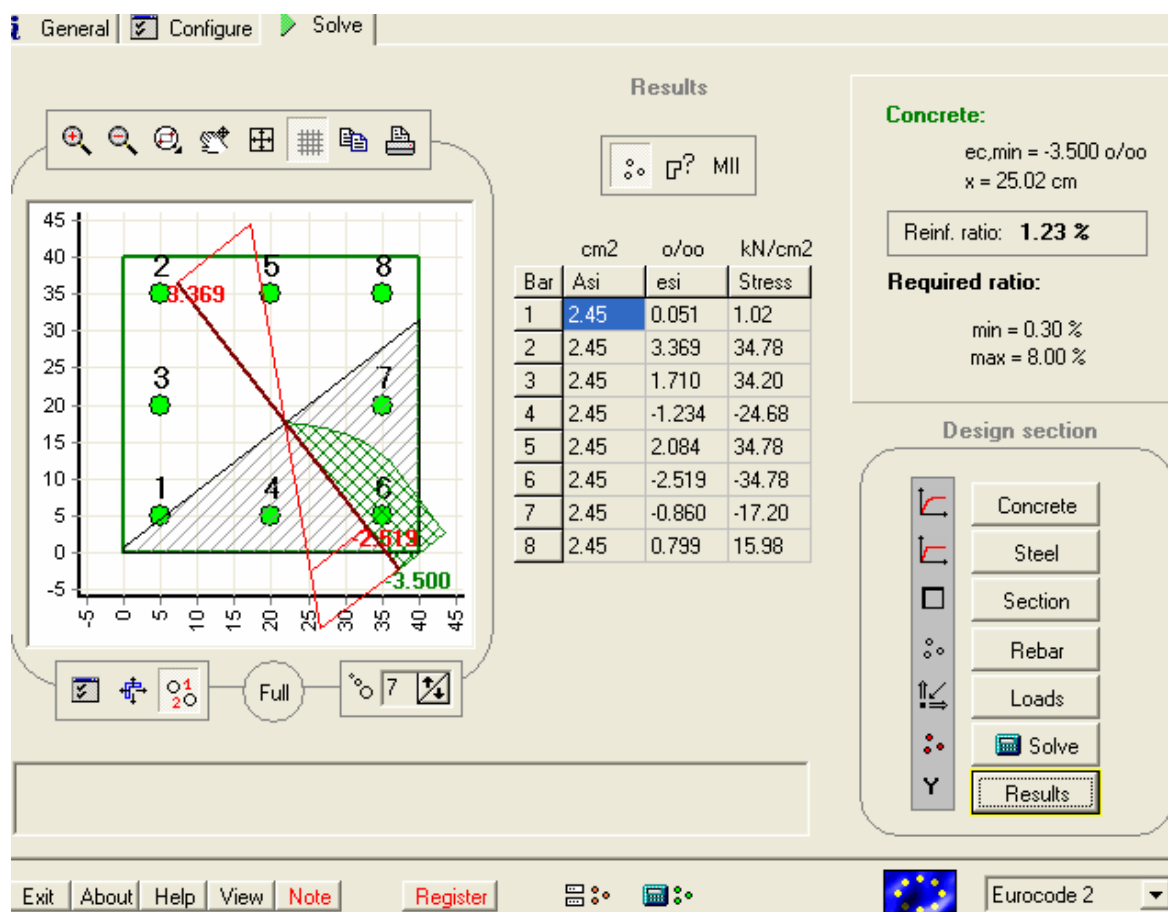 General Configure Solve
Results
MII
Concrete:
ec,min = -3.500 o/oo
x = 25.02 cm
Reinf. ratio: 1.23 %
Required ratio:
min = 0.30 %
max = 8.00 %
45
40
35
30
25
20
15
10
5
0
-5
-5 0 5 10 15 20 25 30 35 40 45
2 5 8
3.369
3 7
1 4 6
-2.519
-3.500
cm2 o/oo kN/cm2
Bar Asi esi Stress
1 2.45 0.051 1.02
2 2.45 3.369 34.78
3 2.45 1.710 34.20
4 2.45 -1.234 -24.68
5 2.45 2.084 34.78
6 2.45 -2.519 -34.78
7 2.45 -0.860 -17.20
8 2.45 0.799 15.98
1
2
Full
7
Design section
Concrete
Steel
Section
Rebar
Loads
Solve
Y Results
Exit About Help View Note Register Eurocode 2